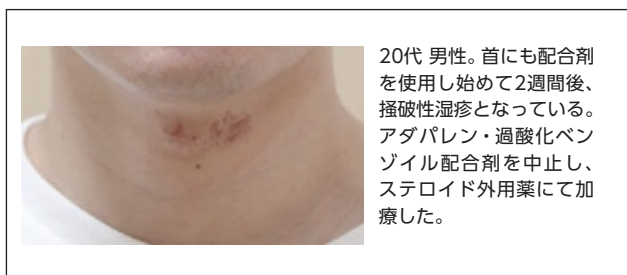 20代 男性。首にも配合剤
を使用し始めて2週間後、
掻破性湿疹となっている。
アダパレン・過酸化ベン
ゾイル配合剤を中止し、
ステロイド外用薬にて加
療した。